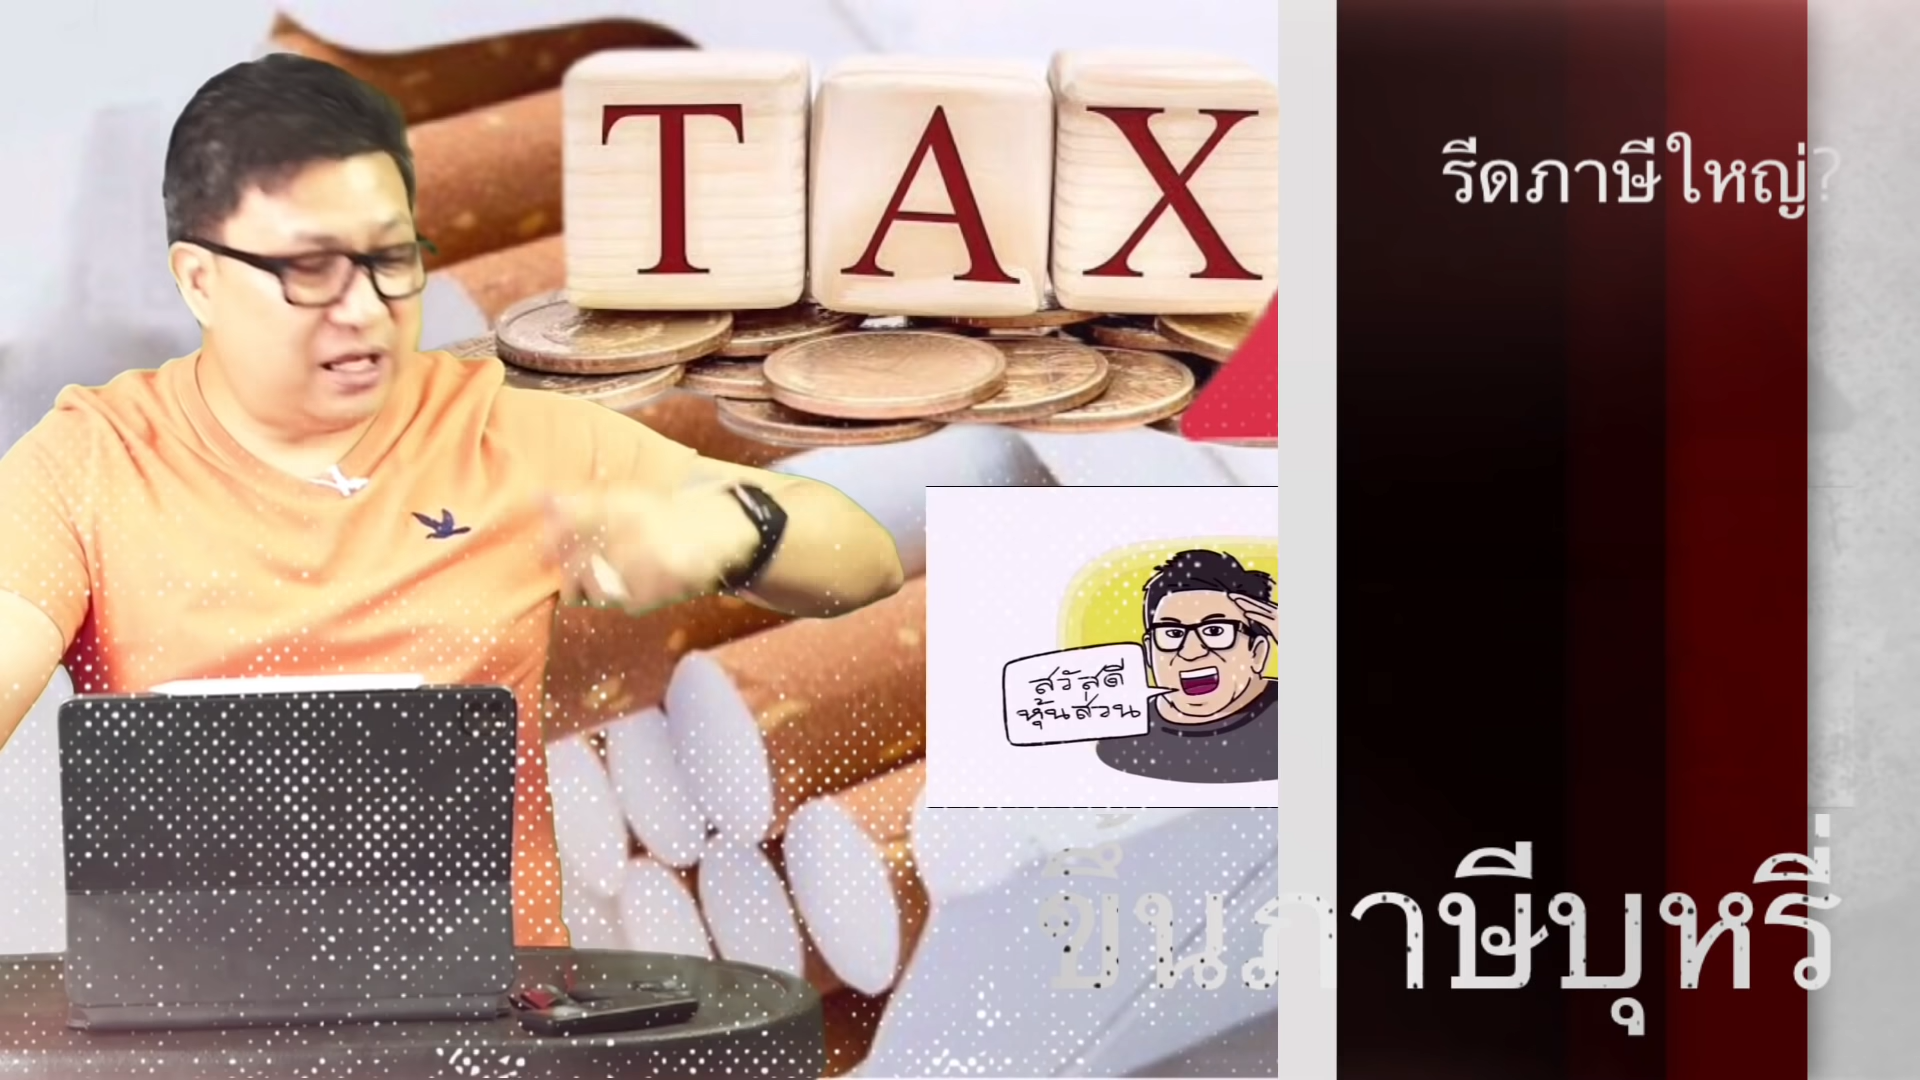 TAX
รีดภาษีใหญ่?
สวัสดี
หุ้นส่วน
ขึ้นภาษีบุหรี่